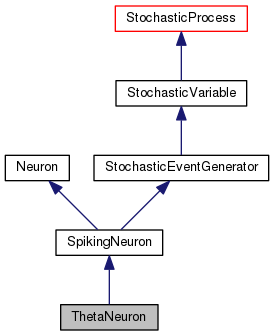 StochasticProcess
StochasticVariable
Neuron
StochasticEventGenerator
SpikingNeuron
ThetaNeuron